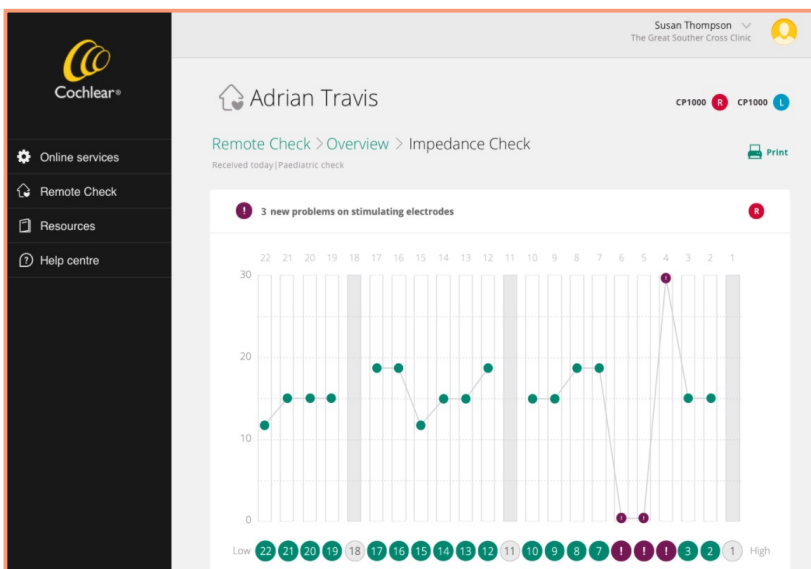 Susan Thompson
The Great Souther Cross Clinic
Cochlear®
Adrian Travis
CP1000 R CP1000 L
Remote Check > Overview > Impedance Check
Print
Received today|Paediatric check
Online services
Remote Check
Resources
Help centre
! 3 new problems on stimulating electrodes R
22 21 20 19 18 17 16 15 14 13 12 11 10 9 8 7 6 5 4 3 2 1
30
20
10
0
Low 22 21 20 19 18 17 16 15 14 13 12 11 10 9 8 7 ! ! ! 3 2 1 High